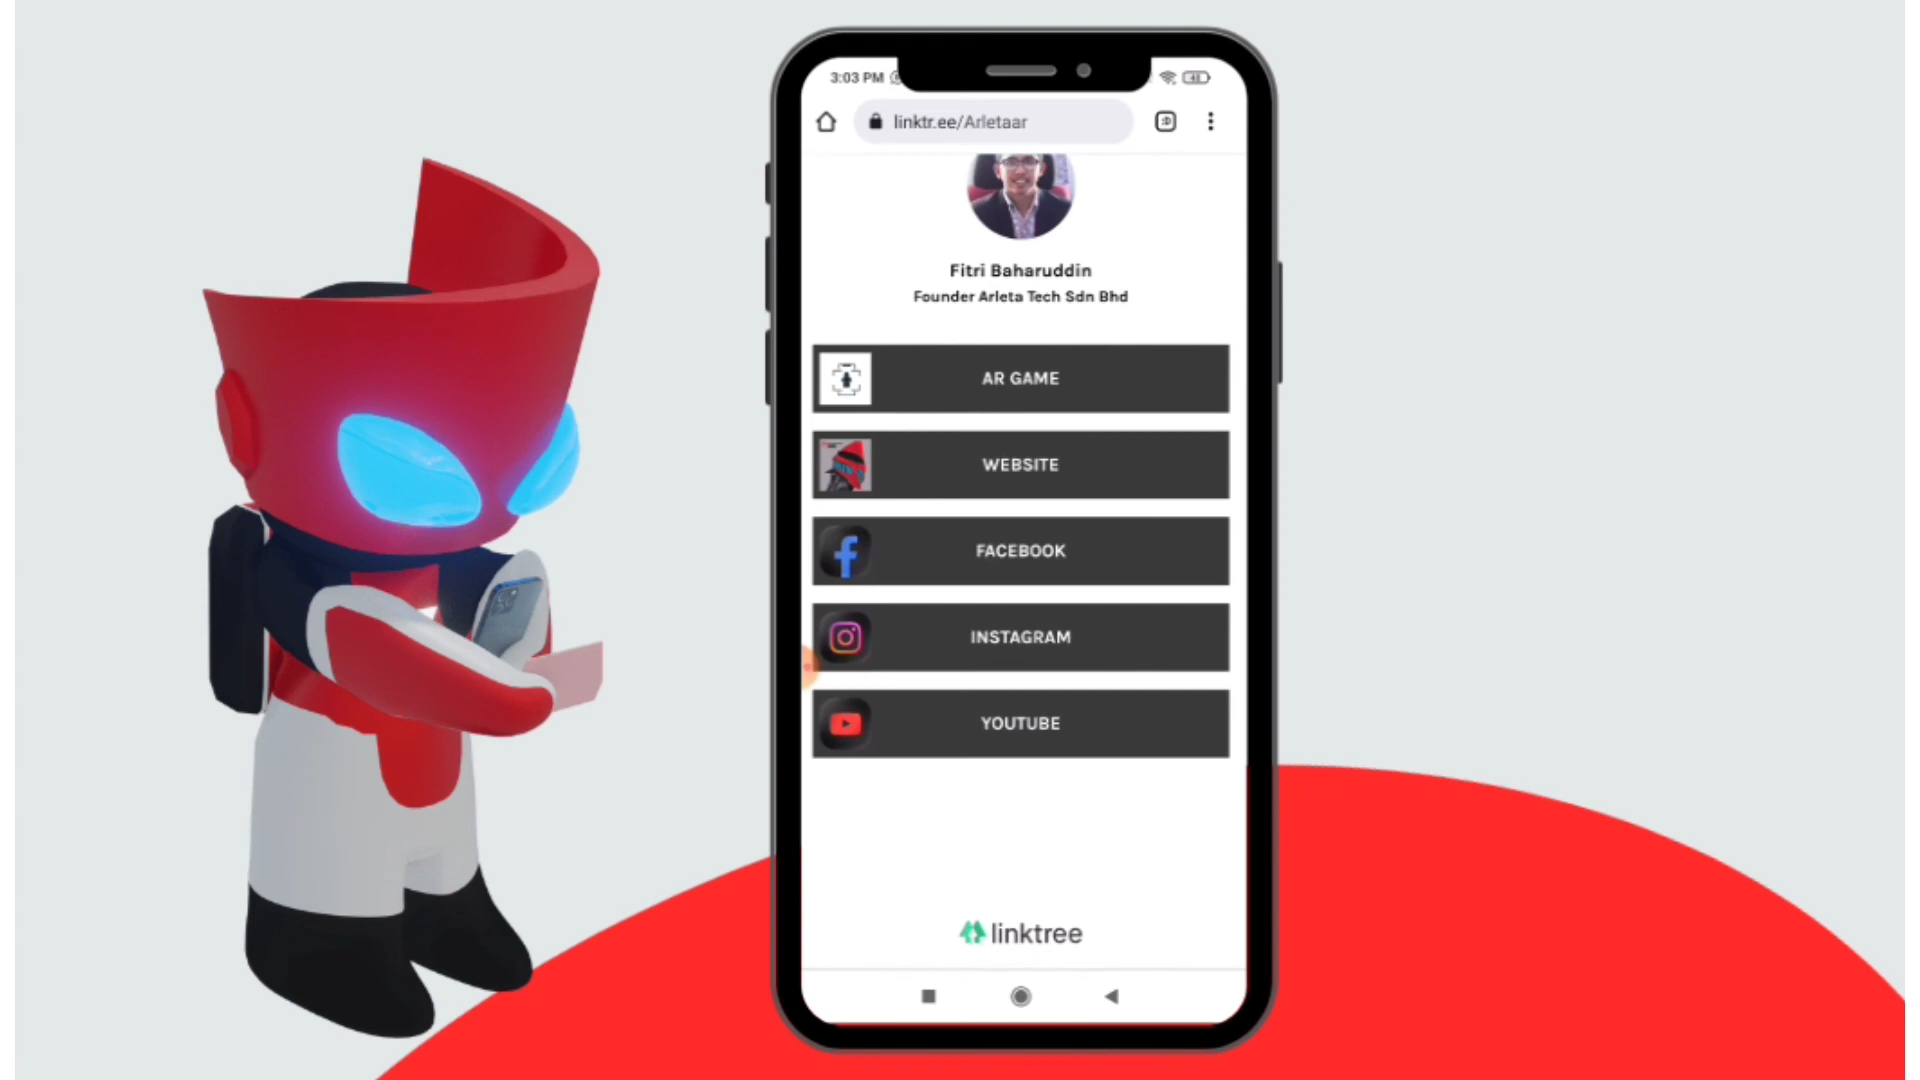 3:03 PM
linktr.ee/Arletaar
:D
Fitri Baharuddin
Founder Arleta Tech Sdn Bhd
AR GAME
WEBSITE
FACEBOOK
INSTAGRAM
YOUTUBE
linktree